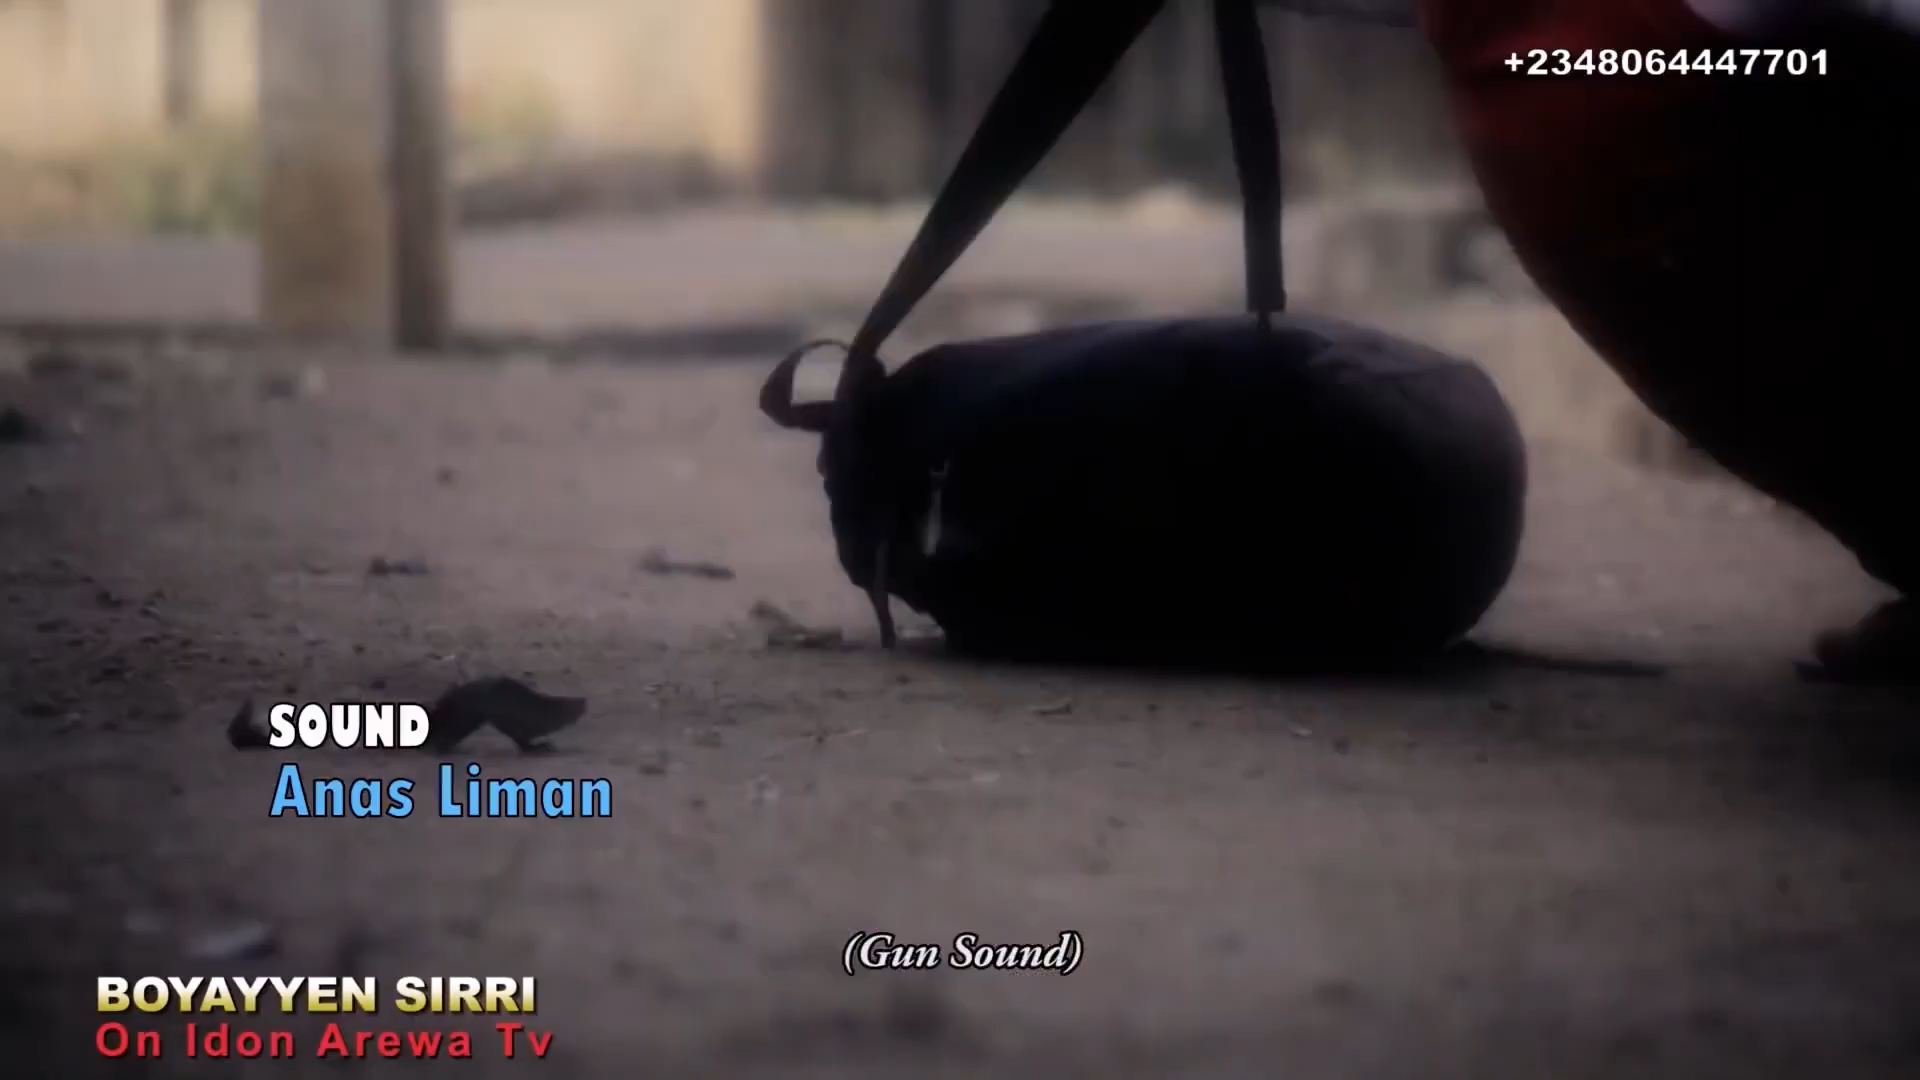 +2348064447701
SOUND
Anas Liman
(Gun Sound)
BOYAYYEN SIRRI
On Idon Arewa Tv